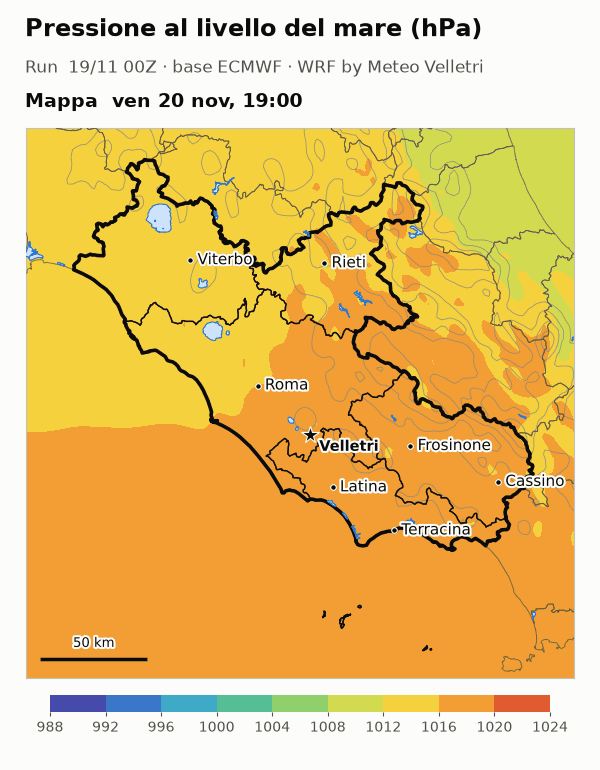 Pressione al livello del mare (hPa)
Run  19/11 00Z · base ECMWF · WRF by Meteo Velletri
Mappa  ven 20 nov, 19:00
Viterbo
Rieti
Roma
Velletri
Frosinone
Latina
Cassino
Terracina
50 km
988 992 996 1000 1004 1008 1012 1016 1020 1024